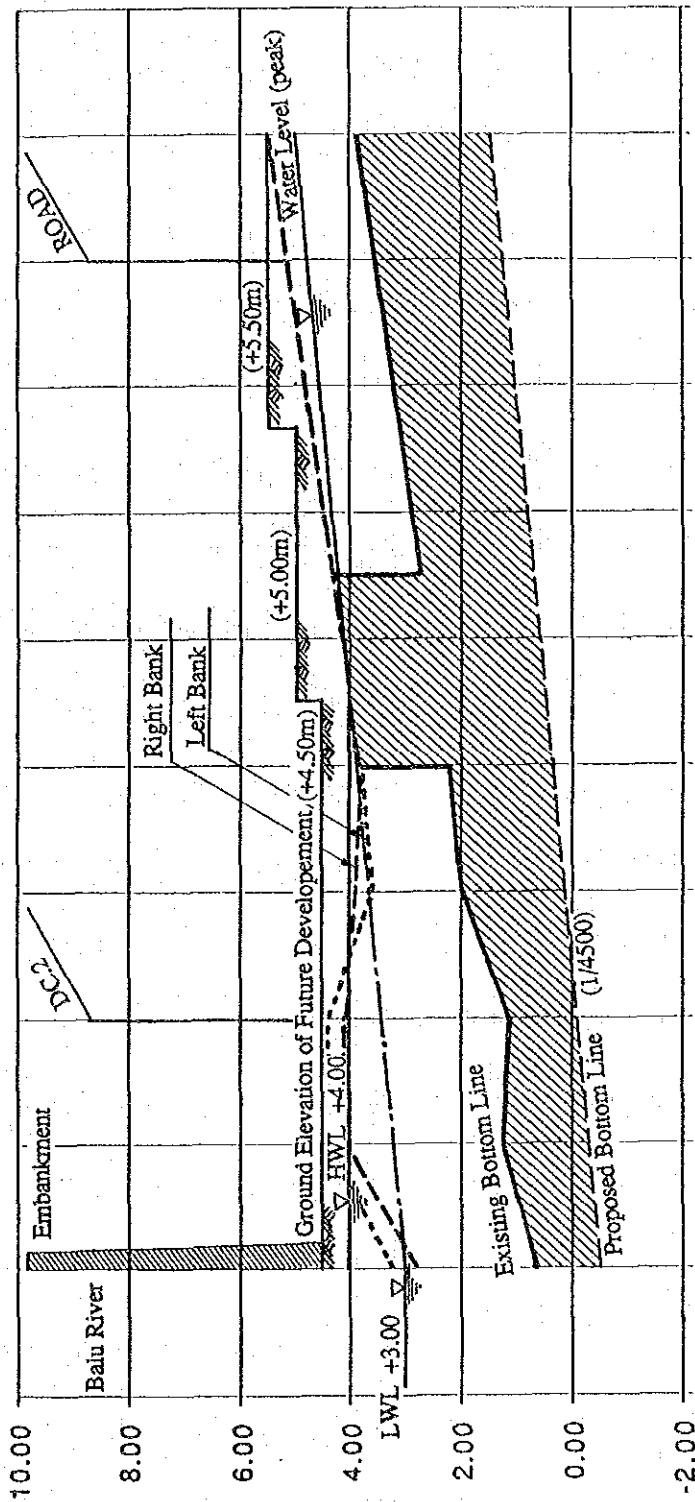 10.00
8.00
6.00
4.00
2.00
0.00
-2.00
Embankment
Baiu River
DC.2
ROAD
Right Bank
Left Bank
(+5.50m)
(+5.00m)
Ground Elevation of Future Developement, (+4.50m)
Water Level (peak)
HWL +4.00
LWL +3.00
Existing Bottom Line
Proposed Bottom Line
(1/4500)